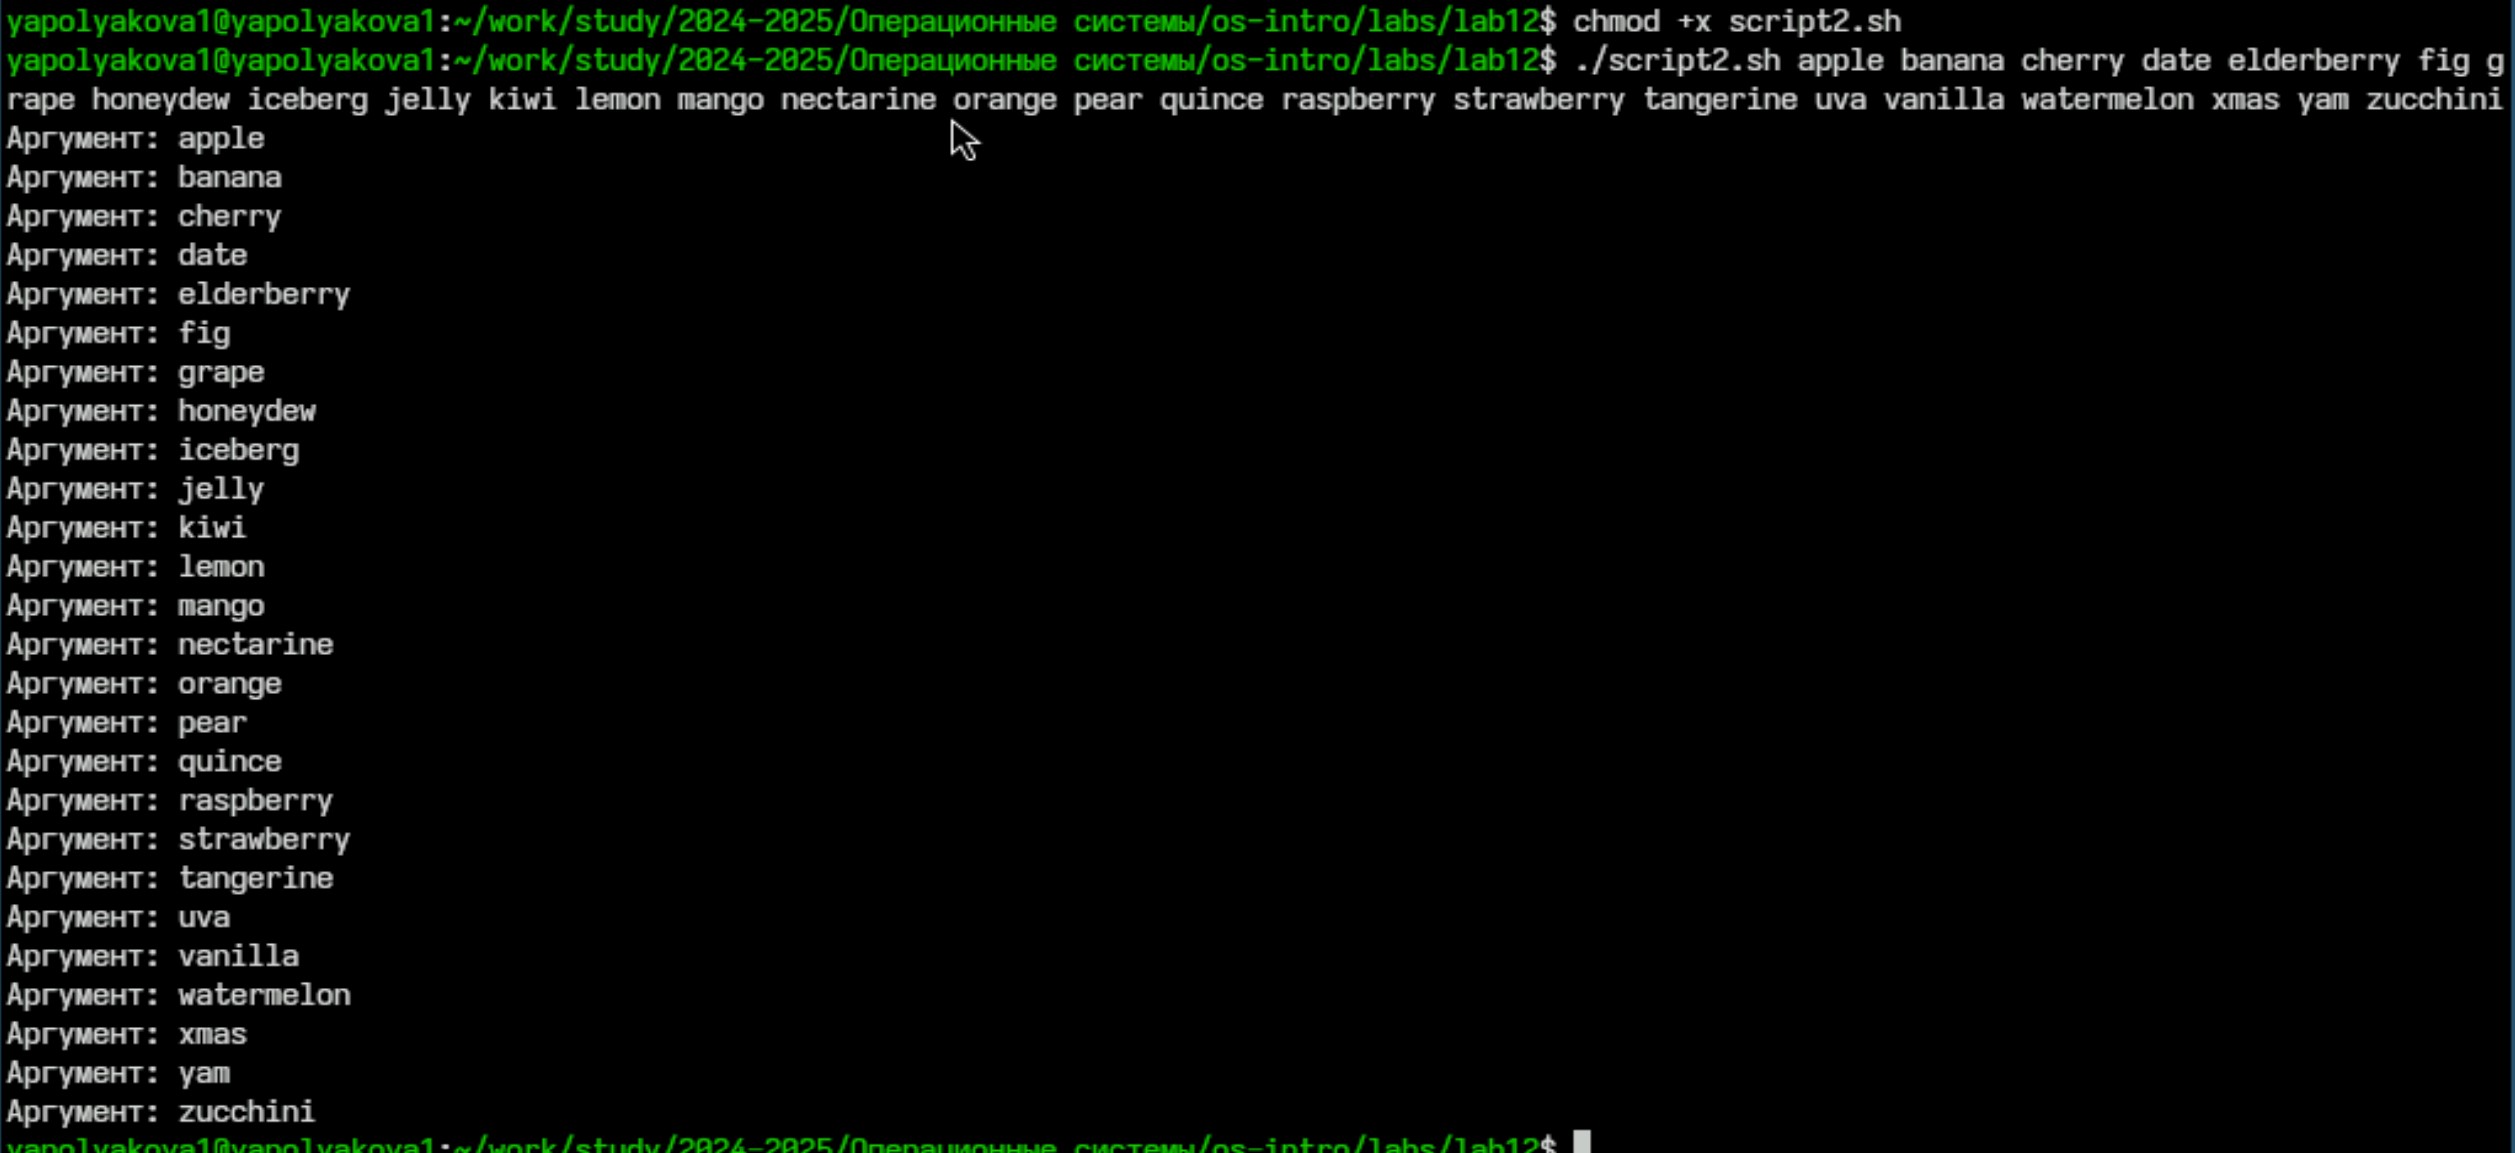 yapolyakova1@yapolyakova1:~/work/study/2024-2025/Операционные системы/os-intro/labs/lab12$ chmod +x script2.sh
yapolyakova1@yapolyakova1:~/work/study/2024-2025/Операционные системы/os-intro/labs/lab12$ ./script2.sh apple banana cherry date elderberry fig g
rape honeydew iceberg jelly kiwi lemon mango nectarine orange pear quince raspberry strawberry tangerine uva vanilla watermelon xmas yam zucchini
Аргумент: apple
Аргумент: banana
Аргумент: cherry
Аргумент: date
Аргумент: elderberry
Аргумент: fig
Аргумент: grape
Аргумент: honeydew
Аргумент: iceberg
Аргумент: jelly
Аргумент: kiwi
Аргумент: lemon
Аргумент: mango
Аргумент: nectarine
Аргумент: orange
Аргумент: pear
Аргумент: quince
Аргумент: raspberry
Аргумент: strawberry
Аргумент: tangerine
Аргумент: uva
Аргумент: vanilla
Аргумент: watermelon
Аргумент: xmas
Аргумент: yam
Аргумент: zucchini
yapolyakova1@yapolyakova1:~/work/study/2024-2025/Операционные системы/os-intro/labs/lab12$